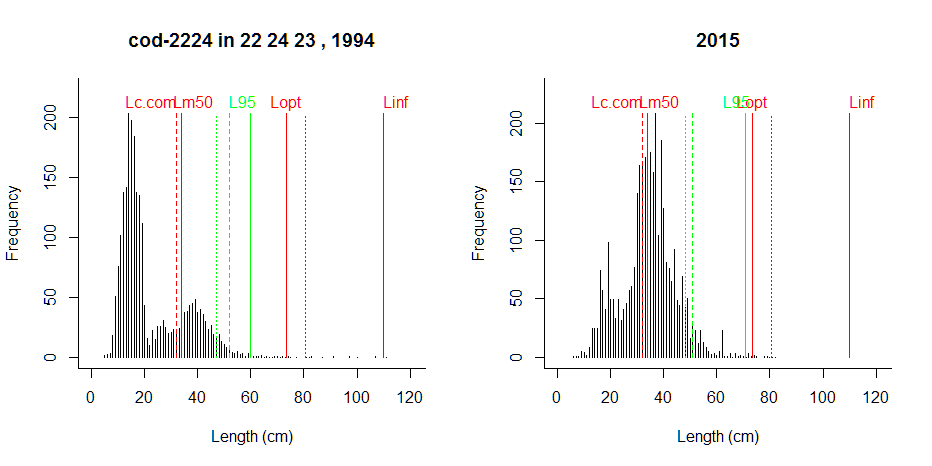 cod-2224 in 22 24 23 , 1994
Lc.com Lm50 L95 Lopt Linf
200
150
100
50
0
Frequency
0 20 40 60 80 100 120
Length (cm)
2015
Lc.com Lm50 L95 Lopt Linf
200
150
100
50
0
Frequency
0 20 40 60 80 100 120
Length (cm)